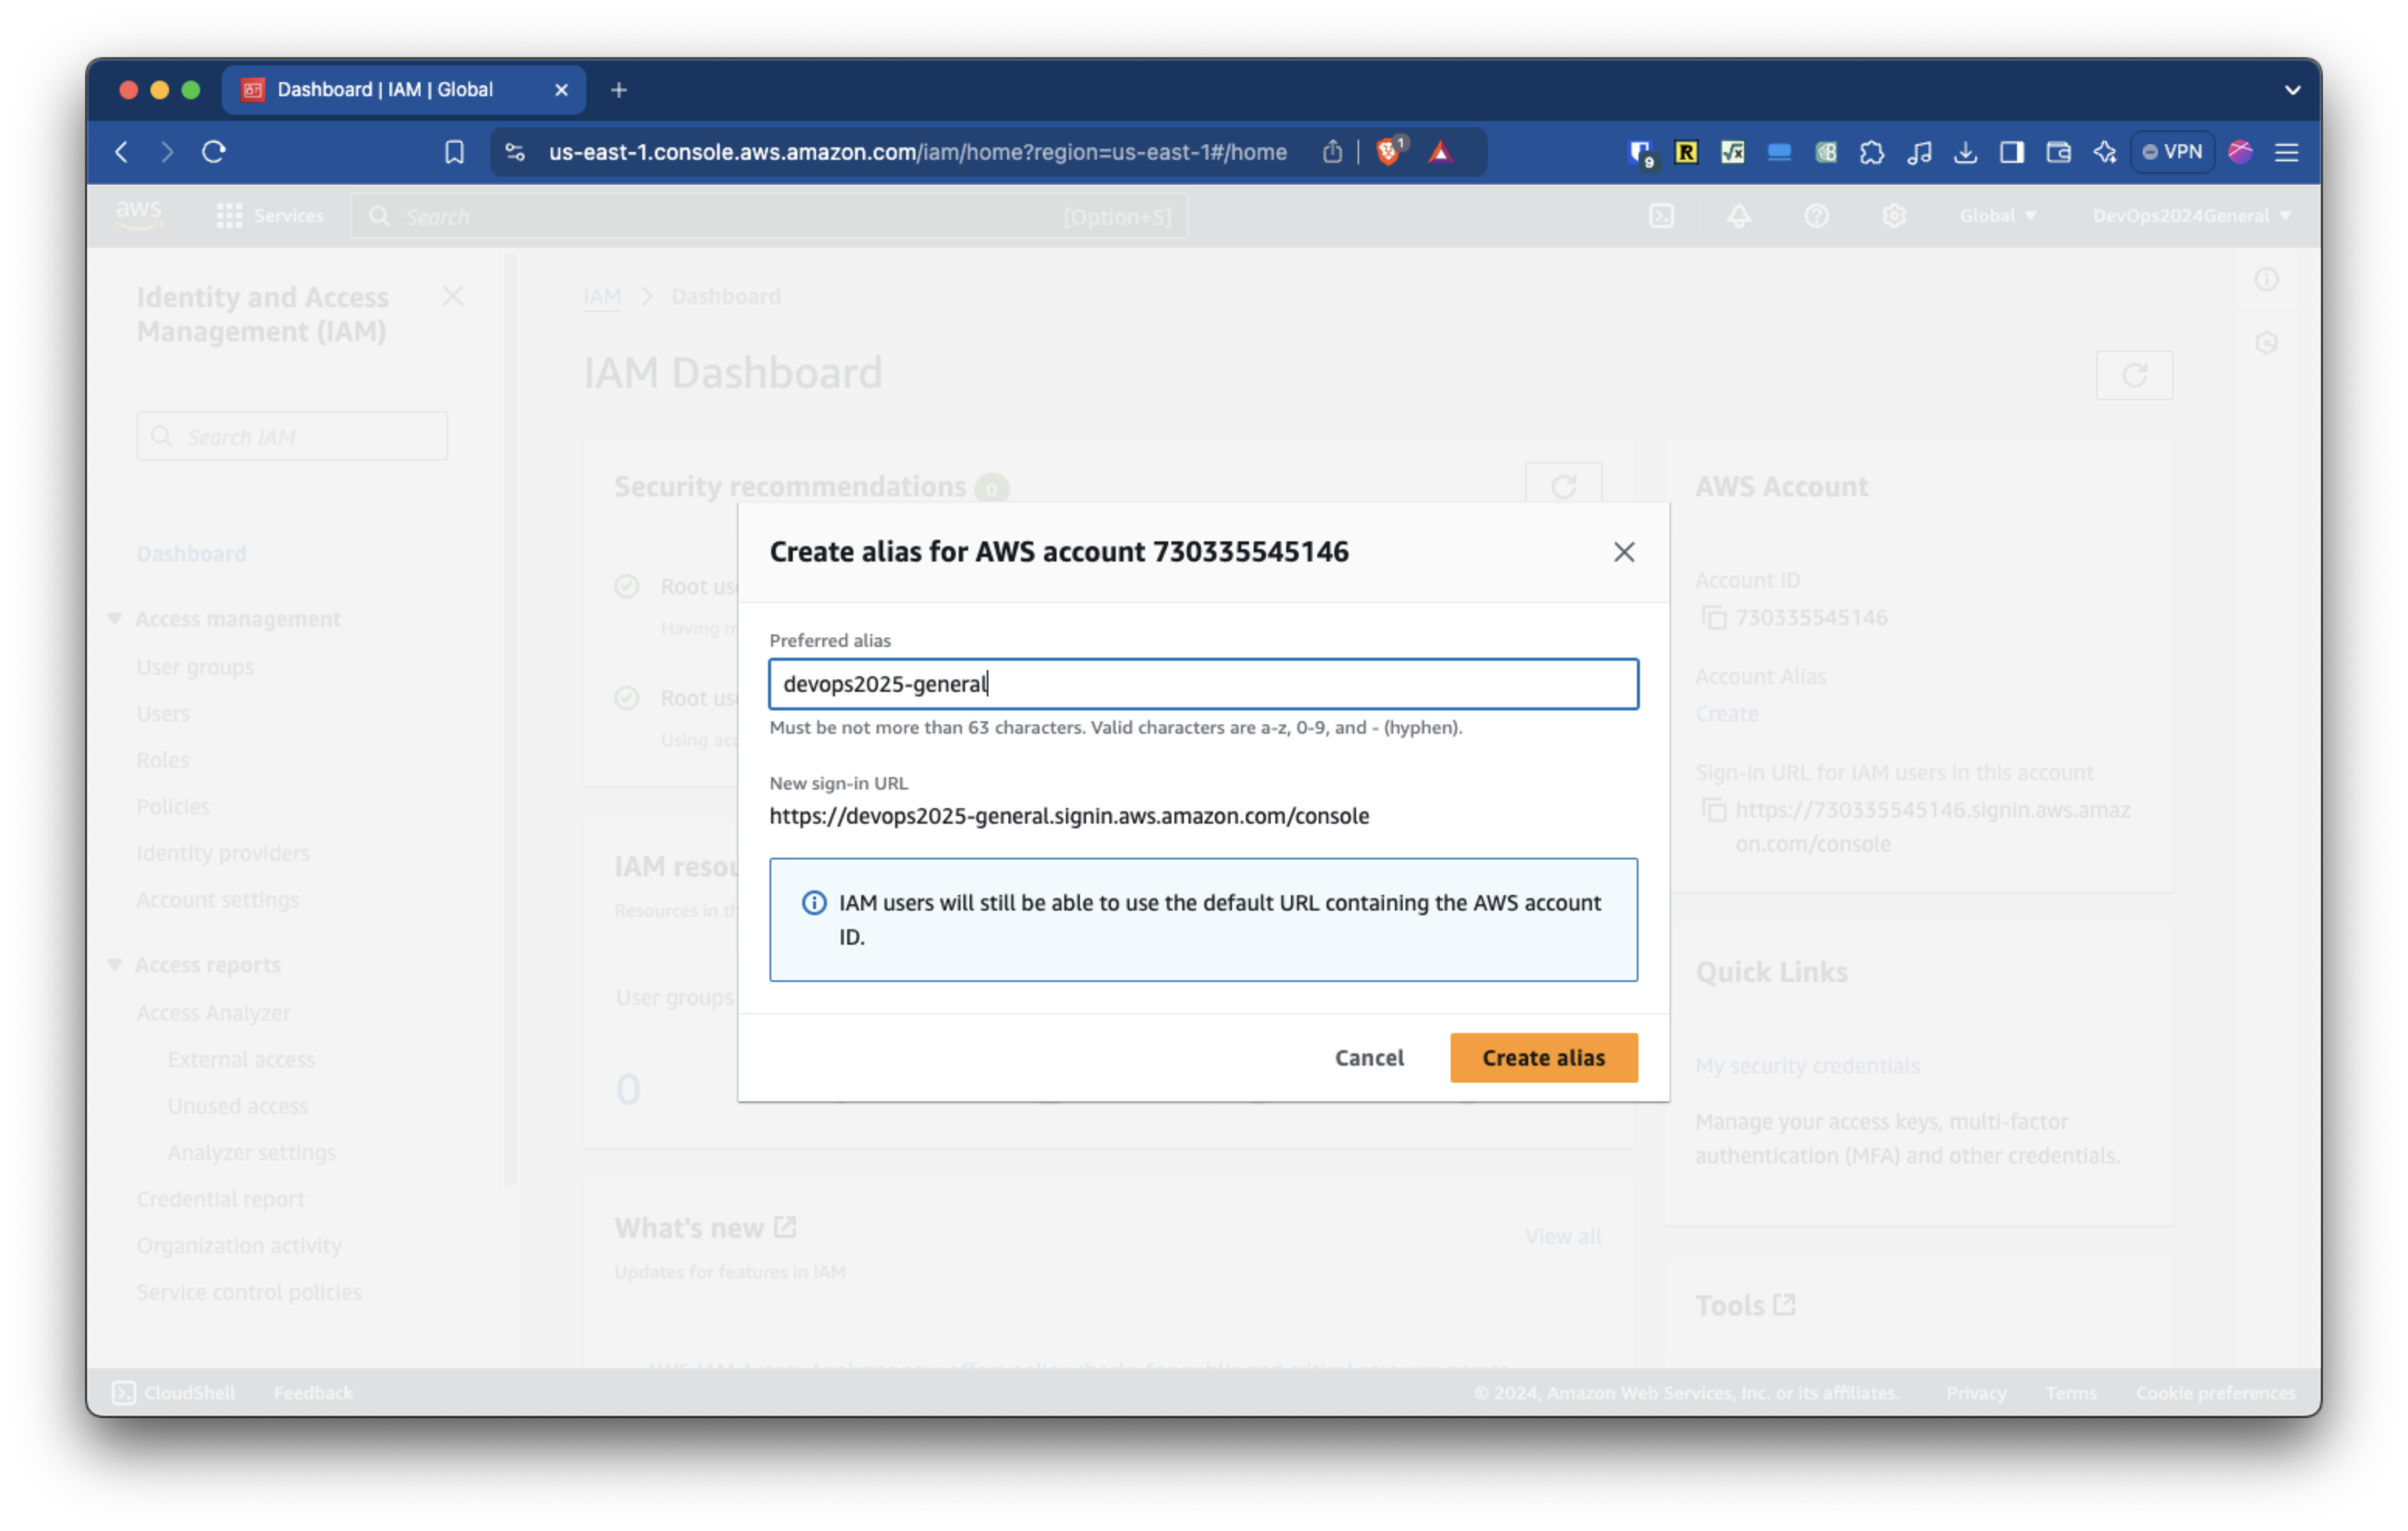 Dashboard | IAM | Global
us-east-1.console.aws.amazon.com/iam/home?region=us-east-1#/home
1
9
R
√x
B
VPN
aws
Services
Search
[Option+S]
Global
DevOps2024General
Identity and Access
Management (IAM)
Search IAM
Dashboard
Access management
User groups
Users
Roles
Policies
Identity providers
Account settings
Access reports
Access Analyzer
External access
Unused access
Analyzer settings
Credential report
Organization activity
Service control policies
IAM > Dashboard
IAM Dashboard
Security recommendations 0
Root us
Having m
Root us
Using acc
IAM resou
Resources in th
User groups
0
What's new
View all
Updates for features in IAM
Create alias for AWS account 730335545146
Preferred alias
devops2025-general
Must be not more than 63 characters. Valid characters are a-z, 0-9, and - (hyphen).
New sign-in URL
https://devops2025-general.signin.aws.amazon.com/console
IAM users will still be able to use the default URL containing the AWS account
ID.
Cancel
Create alias
AWS Account
Account ID
730335545146
Account Alias
Create
Sign-in URL for IAM users in this account
https://730335545146.signin.aws.amaz
on.com/console
Quick Links
My security credentials
Manage your access keys, multi-factor
authentication (MFA) and other credentials.
Tools
CloudShell
Feedback
© 2024, Amazon Web Services, Inc. or its affiliates.
Privacy
Terms
Cookie preferences